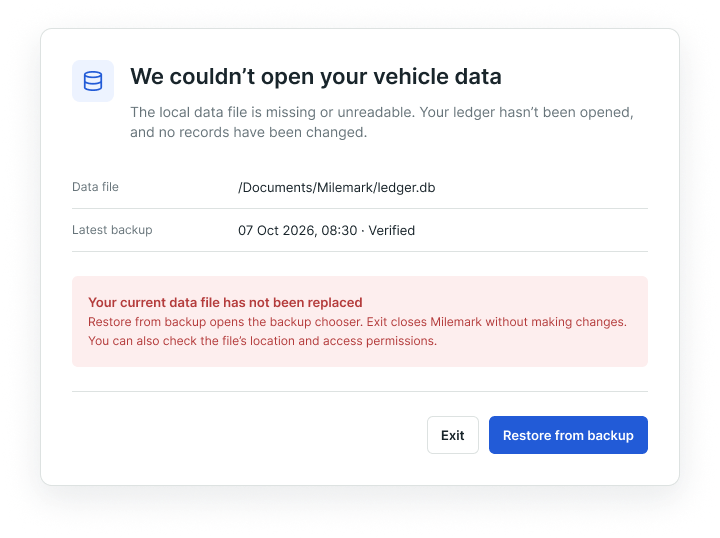 We couldn’t open your vehicle data
The local data file is missing or unreadable. Your ledger hasn’t been opened,
and no records have been changed.
Data file
/Documents/Milemark/ledger.db
Latest backup
07 Oct 2026, 08:30 · Verified
Your current data file has not been replaced
Restore from backup opens the backup chooser. Exit closes Milemark without making changes.
You can also check the file’s location and access permissions.
Exit
Restore from backup